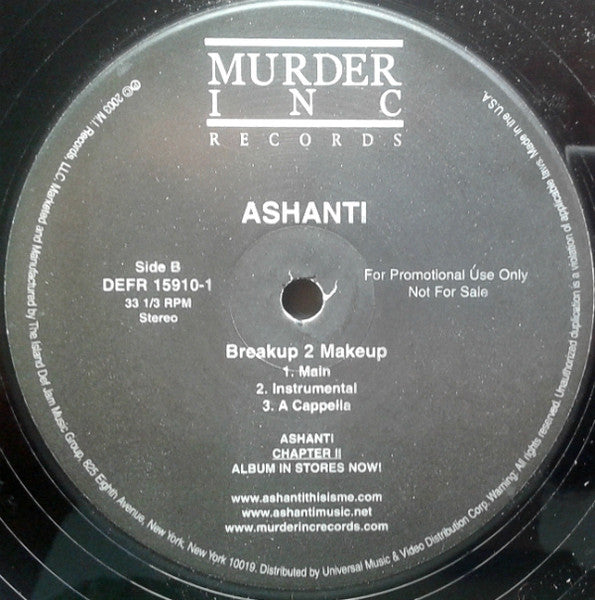 MURDER
INC
RECORDS
ASHANTI
Side B
DEFR 15910-1
33 1/3 RPM
Stereo
For Promotional Use Only
Not For Sale
Breakup 2 Makeup
1. Main
2. Instrumental
3. A Cappella
ASHANTI
CHAPTER II
ALBUM IN STORES NOW!
www.ashantithisisme.com
www.ashantimusic.net
www.murderincrecords.com
℗© 2003 M.I. Records, LLC. Marketed and Manufactured by The Island Def Jam Music Group, 825 Eighth Avenue, New York, New York 10019. Distributed by Universal Music & Video Distribution Corp. Warning: All rights reserved. Unauthorized duplication is a violation of applicable laws. Made in the U.S.A.